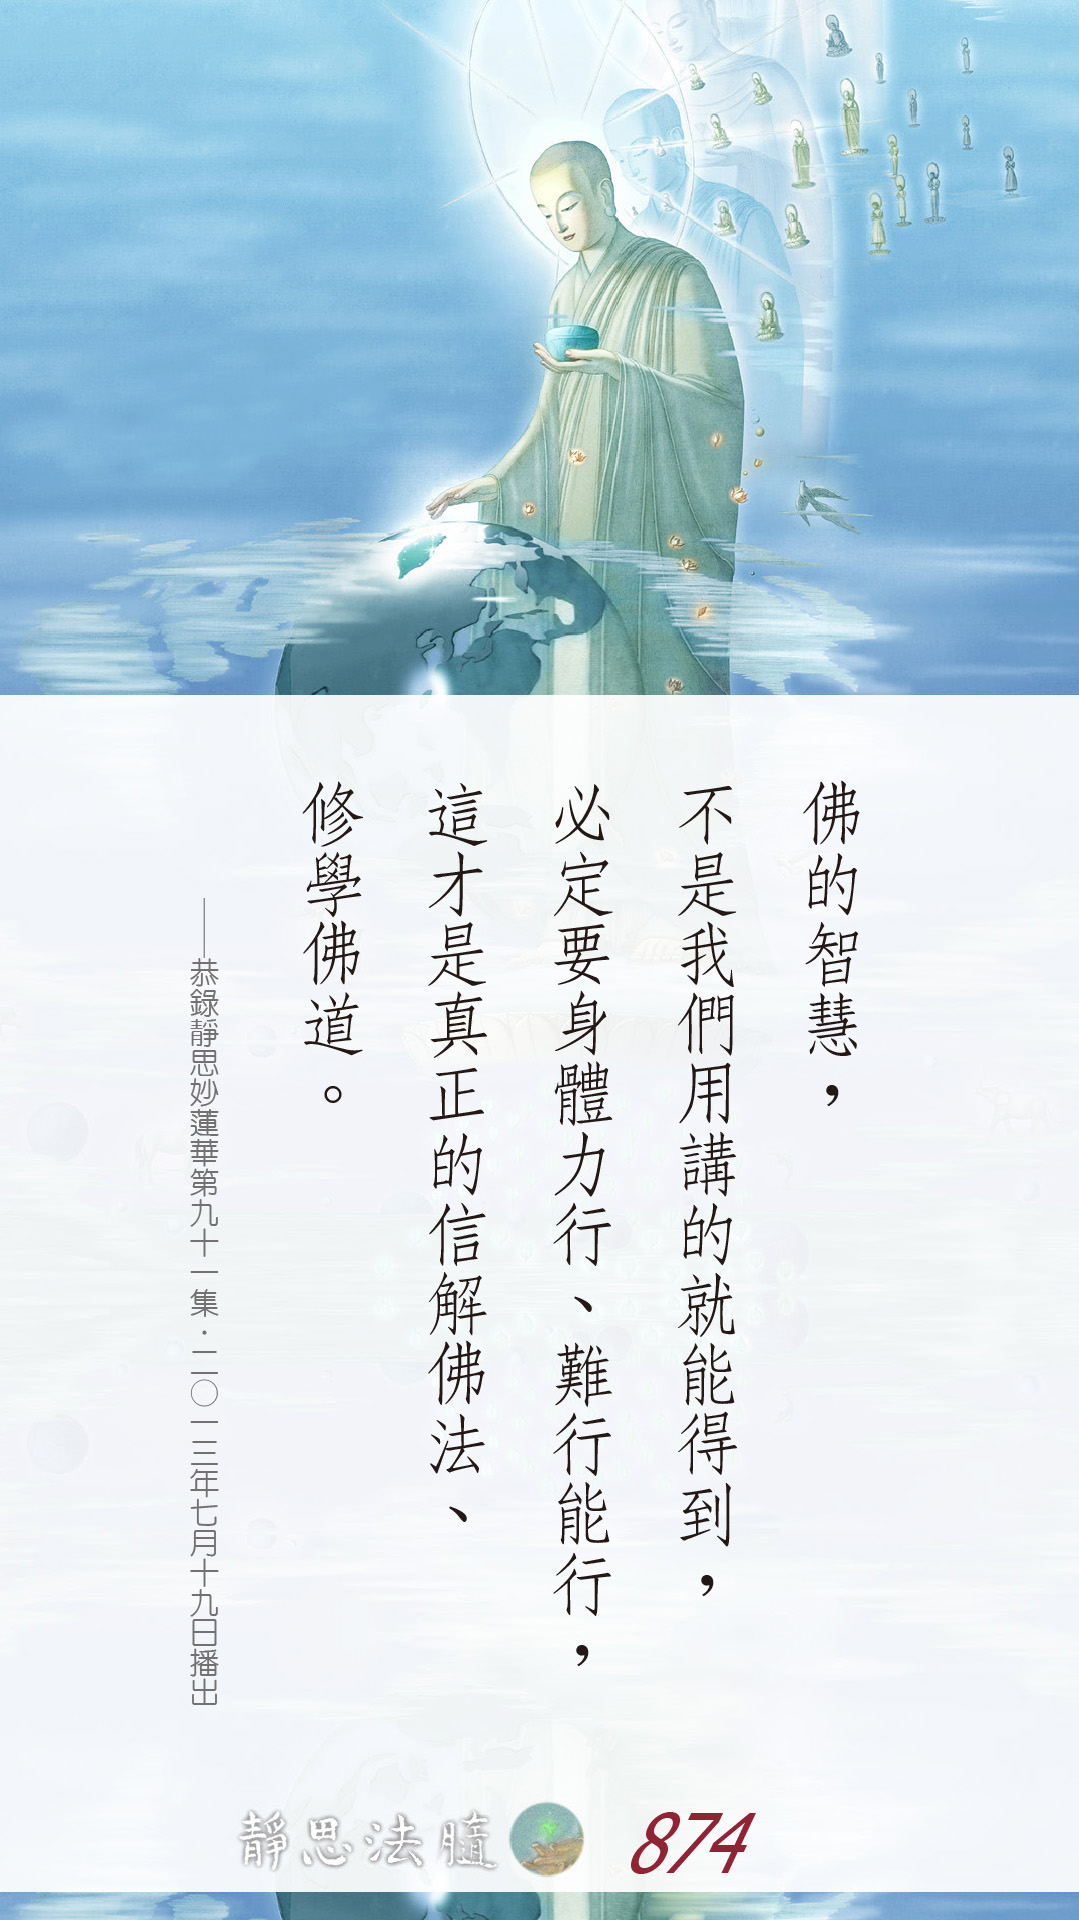 佛的智慧，
不是我們用講的就能得到，
必定要身體力行、難行能行，
這才是真正的信解佛法、
修學佛道。
——恭錄靜思妙蓮華第九十一集．二〇一三年七月十九日播出
靜思法髓
874